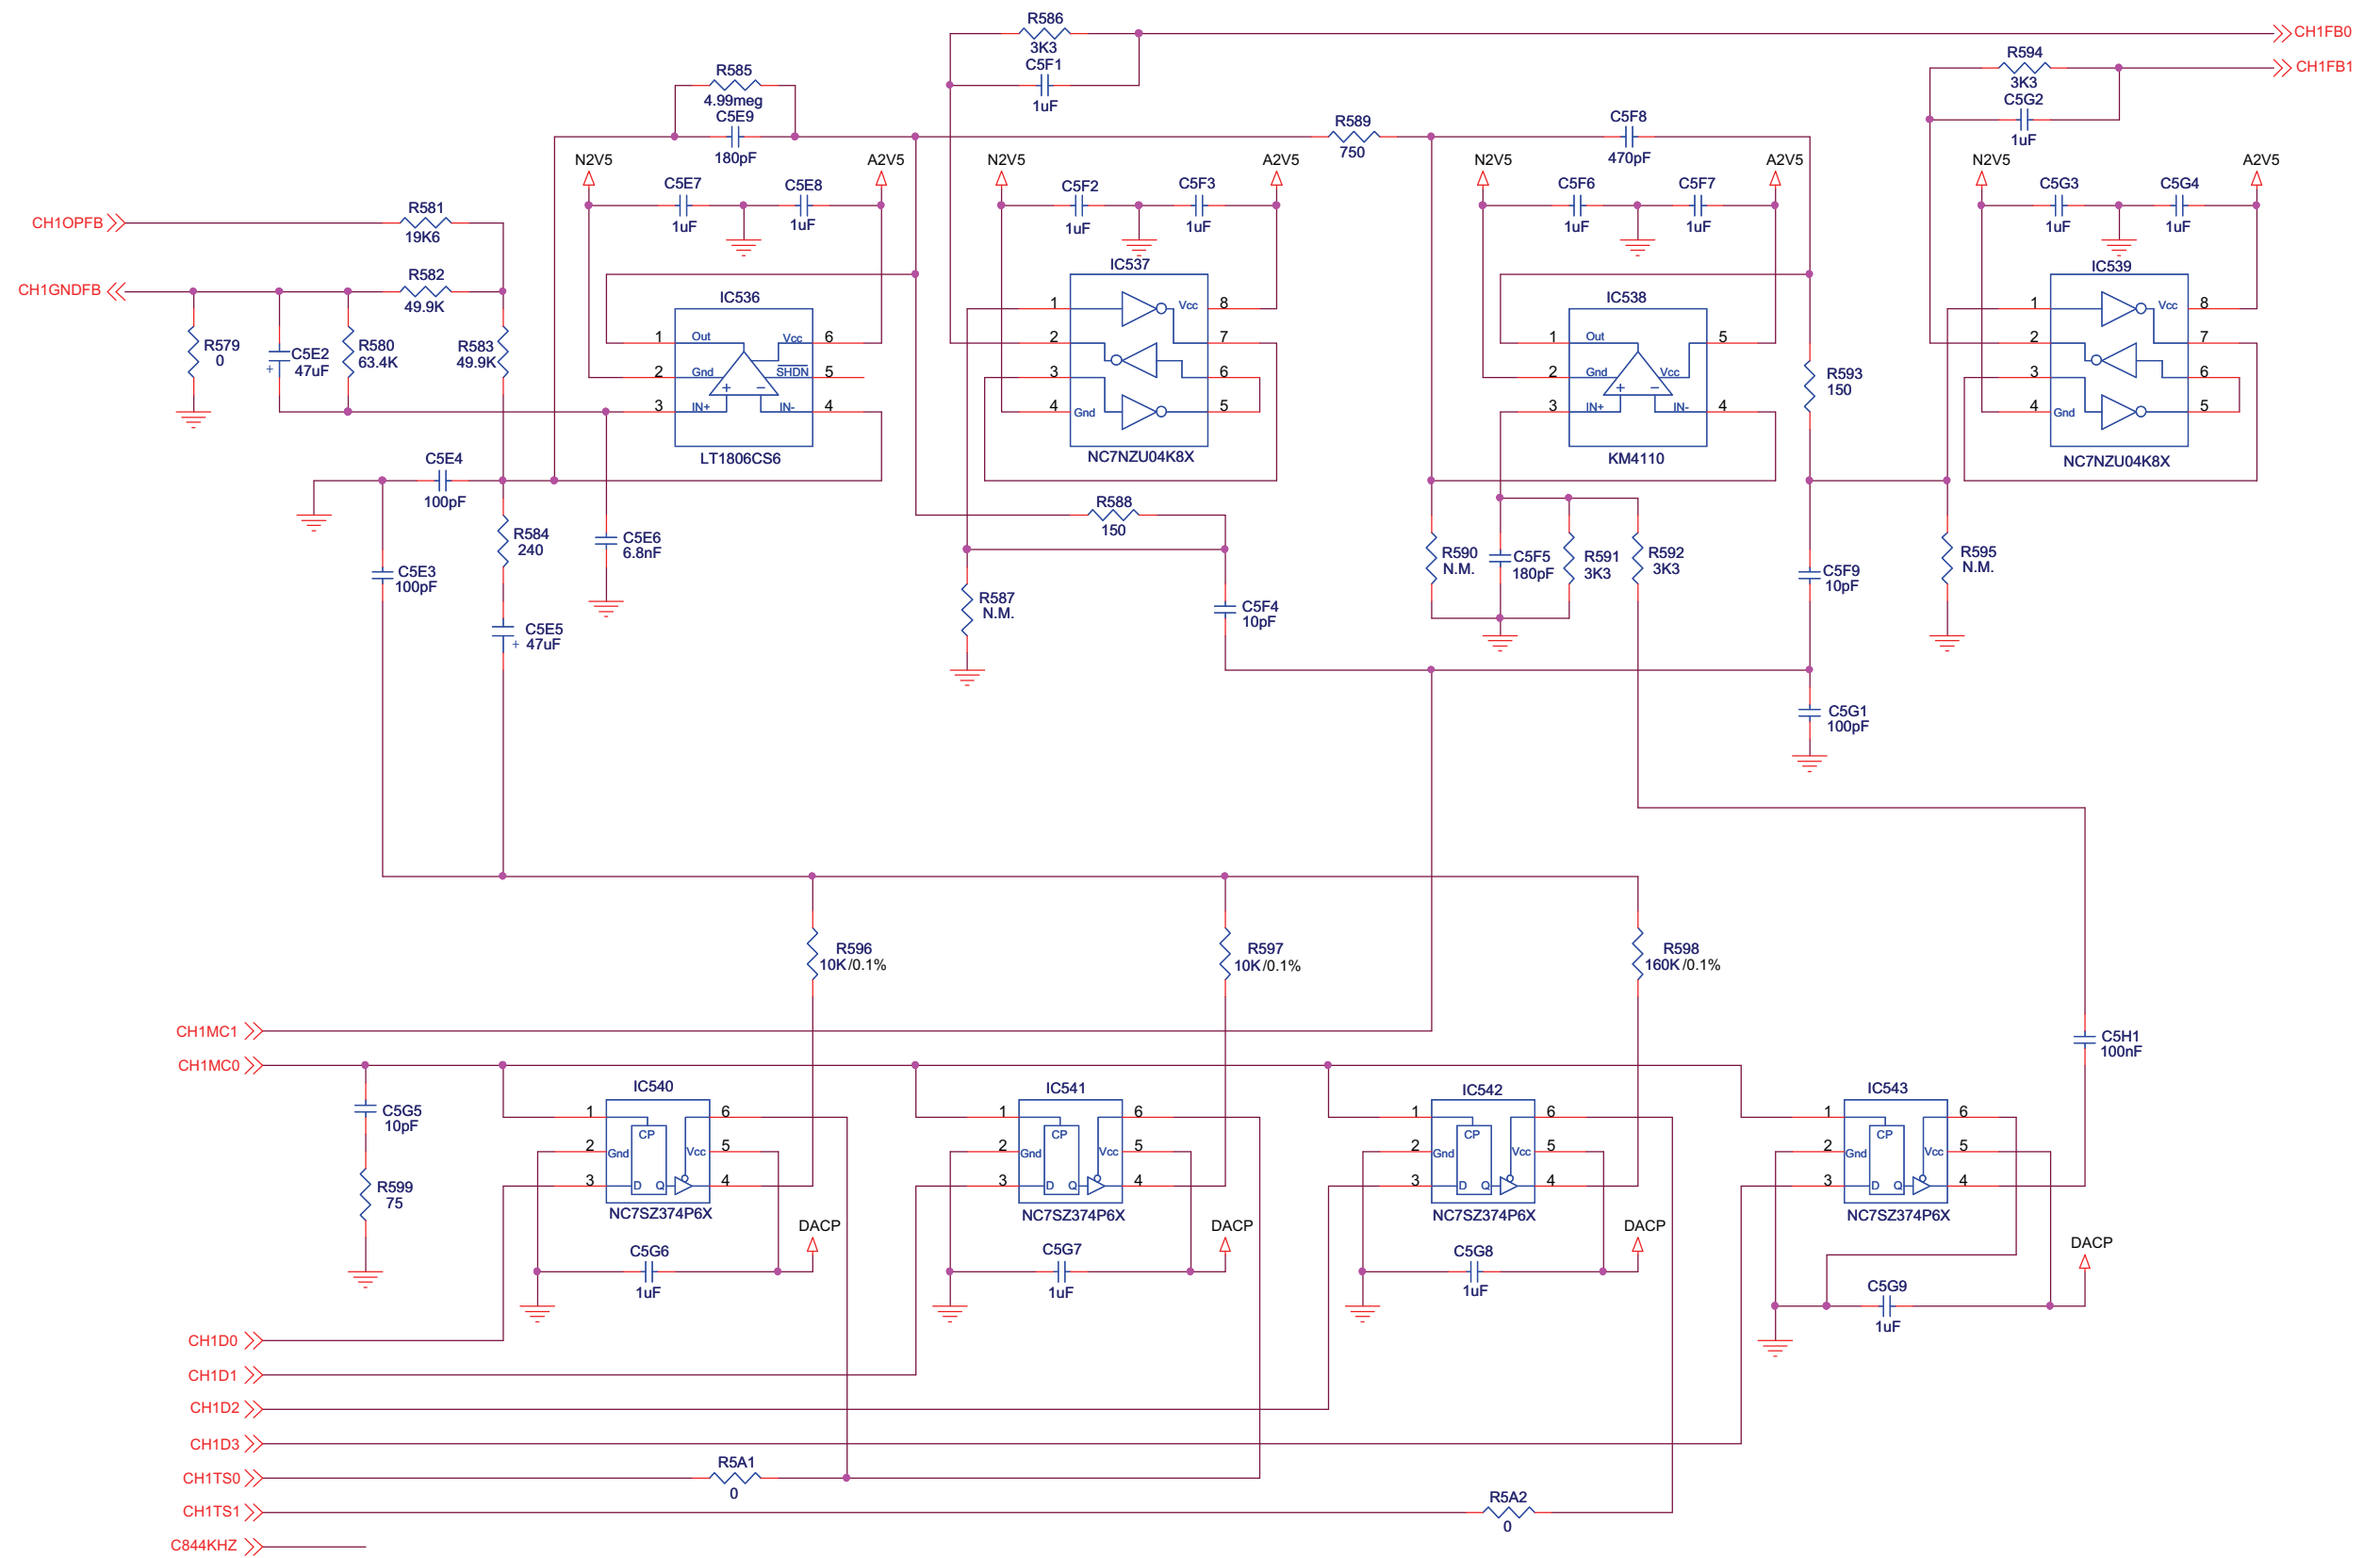 R586
3K3
C5F1
1uF
CH1FB0
R594
3K3
C5G2
1uF
CH1FB1
R585
4.99meg
C5E9
180pF
R589
750
C5F8
470pF
N2V5
A2V5
N2V5
A2V5
N2V5
A2V5
N2V5
A2V5
C5E7
1uF
C5E8
1uF
C5F2
1uF
C5F3
1uF
C5F6
1uF
C5F7
1uF
C5G3
1uF
C5G4
1uF
CH1OPFB
R581
19K6
CH1GNDFB
R582
49.9K
R579
0
C5E2
47uF
+
R580
63.4K
R583
49.9K
IC536
1 Out Vcc 6
2 Gnd SHDN 5
+ −
3 IN+ IN- 4
LT1806CS6
IC537
1 Vcc 8
2 7
3 6
4 Gnd 5
NC7NZU04K8X
IC538
1 Out 5
2 Gnd Vcc
+ −
3 IN+ IN- 4
KM4110
R593
150
IC539
1 Vcc 8
2 7
3 6
4 Gnd 5
NC7NZU04K8X
C5E4
100pF
R584
240
C5E3
100pF
C5E5
+ 47uF
C5E6
6.8nF
R588
150
R587
N.M.
C5F4
10pF
R590
N.M.
C5F5
180pF
R591
3K3
R592
3K3
C5F9
10pF
R595
N.M.
C5G1
100pF
R596
10K/0.1%
R597
10K/0.1%
R598
160K/0.1%
CH1MC1
CH1MC0
C5H1
100nF
C5G5
10pF
R599
75
IC540
1 CP 6
2 Gnd Vcc 5
3 D Q 4
NC7SZ374P6X
IC541
1 CP 6
2 Gnd Vcc 5
3 D Q 4
NC7SZ374P6X
IC542
1 CP 6
2 Gnd Vcc 5
3 D Q 4
NC7SZ374P6X
IC543
1 CP 6
2 Gnd Vcc 5
3 D Q 4
NC7SZ374P6X
DACP
C5G6
1uF
DACP
C5G7
1uF
DACP
C5G8
1uF
DACP
C5G9
1uF
CH1D0
CH1D1
CH1D2
CH1D3
CH1TS0
R5A1
0
CH1TS1
R5A2
0
C844KHZ